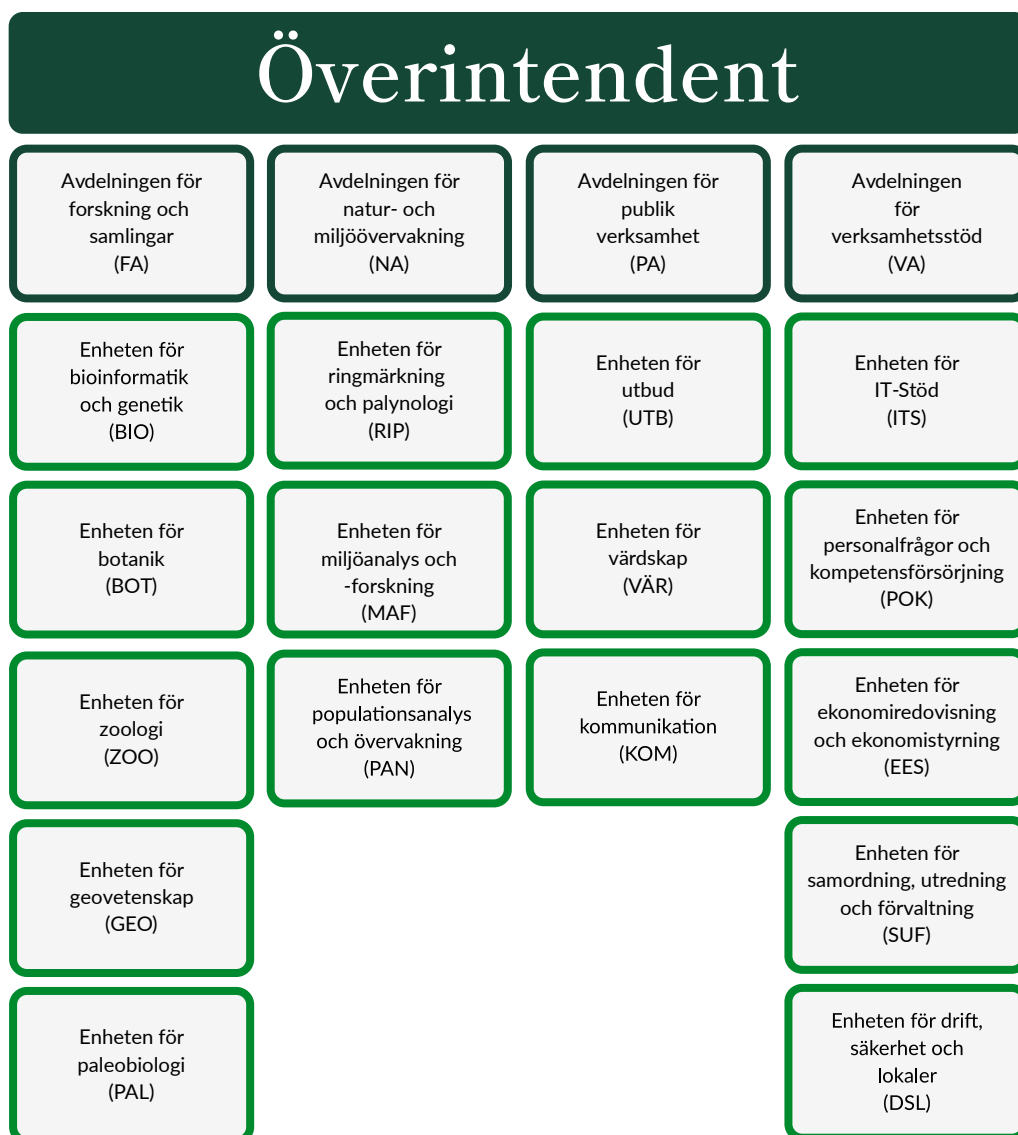 Överintendent
Avdelningen för
forskning och
samlingar
(FA)
Avdelningen för
natur- och
miljöövervakning
(NA)
Avdelningen för
publik
verksamhet
(PA)
Avdelningen
för
verksamhetsstöd
(VA)
Enheten för
bioinformatik
och genetik
(BIO)
Enheten för
ringmärkning
och palynologi
(RIP)
Enheten för
utbud
(UTB)
Enheten för
IT-Stöd
(ITS)
Enheten för
botanik
(BOT)
Enheten för
miljöanalys och
-forskning
(MAF)
Enheten för
värdskap
(VÄR)
Enheten för
personalfrågor och
kompetensförsörjning
(POK)
Enheten för
zoologi
(ZOO)
Enheten för
populationsanalys
och övervakning
(PAN)
Enheten för
kommunikation
(KOM)
Enheten för
ekonomiredovisning
och ekonomistyrning
(EES)
Enheten för
geovetenskap
(GEO)
Enheten för
samordning, utredning
och förvaltning
(SUF)
Enheten för
paleobiologi
(PAL)
Enheten för drift,
säkerhet och
lokaler
(DSL)